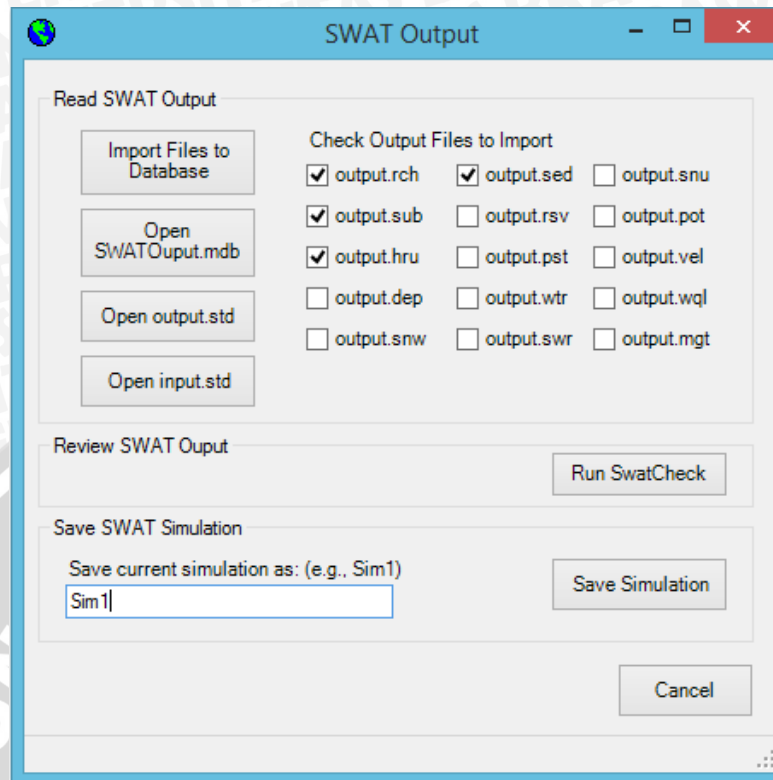 SWAT Output
Read SWAT Output
Import Files to
Database
Open
SWATOuput.mdb
Open output.std
Open input.std
Check Output Files to Import
output.rch output.sed output.snu
output.sub output.rsv output.pot
output.hru output.pst output.vel
output.dep output.wtr output.wql
output.snw output.swr output.mgt
Review SWAT Ouput
Run SwatCheck
Save SWAT Simulation
Save current simulation as: (e.g., Sim1)
Sim1
Save Simulation
Cancel